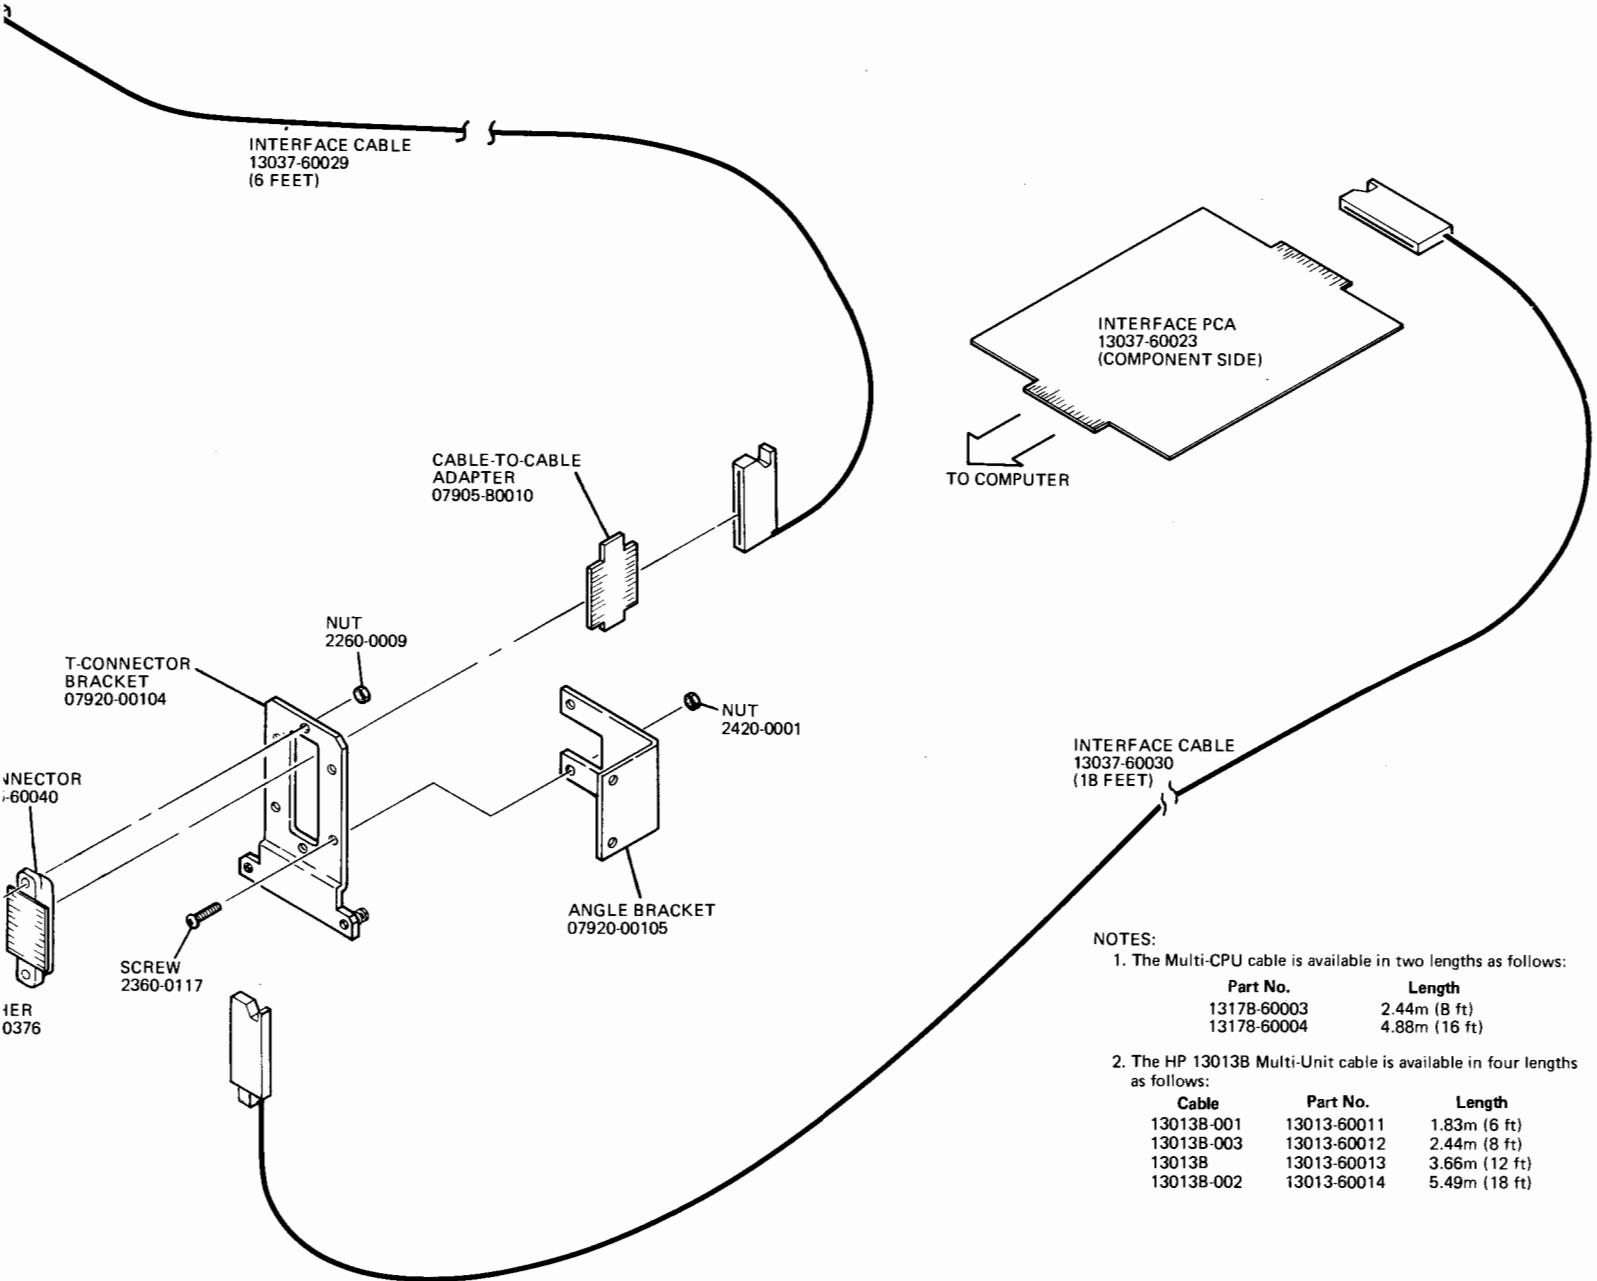 INTERFACE CABLE
13037-60029
(6 FEET)
INTERFACE PCA
13037-60023
(COMPONENT SIDE)
TO COMPUTER
CABLE-TO-CABLE
ADAPTER
07905-80010
NUT
2260-0009
T-CONNECTOR
BRACKET
07920-00104
NUT
2420-0001
INTERFACE CABLE
13037-60030
(18 FEET)
NNECTOR
-60040
ANGLE BRACKET
07920-00105
SCREW
2360-0117
HER
0376
NOTES:
1. The Multi-CPU cable is available in two lengths as follows:
Part No. Length
13178-60003 2.44m (8 ft)
13178-60004 4.88m (16 ft)
2. The HP 13013B Multi-Unit cable is available in four lengths
as follows:
Cable Part No. Length
13013B-001 13013-60011 1.83m (6 ft)
13013B-003 13013-60012 2.44m (8 ft)
13013B 13013-60013 3.66m (12 ft)
13013B-002 13013-60014 5.49m (18 ft)